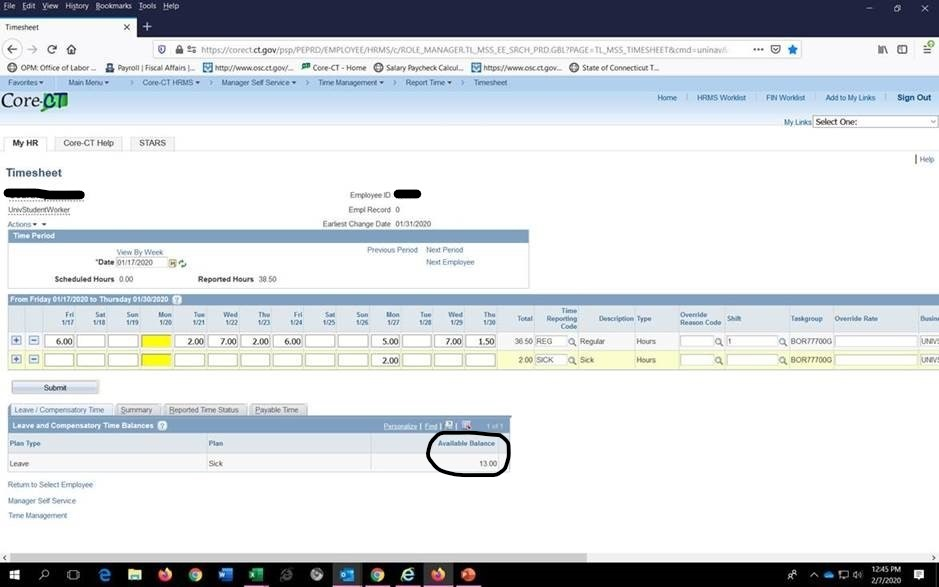 File Edit View History Bookmarks Tools Help
Timesheet
https://corect.ct.gov/psp/PEPRD/EMPLOYEE/HRMS/c/ROLE_MANAGER.TL_MSS_EE_SRCH_PRD.GBL?PAGE=TL_MSS_TIMESHEET&cmd=uninav&
OPM: Office of Labor ... Payroll | Fiscal Affairs |... http://www.osc.ct.gov/... Core-CT - Home Salary Paycheck Calcul... https://www.osc.ct.gov... State of Connecticut T...
Favorites Main Menu > Core-CT HRMS > Manager Self Service > Time Management > Report Time > Timesheet
Core-CT
Home HRMS Worklist FIN Worklist Add to My Links Sign Out
My Links Select One:
My HR Core-CT Help STARS
Help
Timesheet
Employee ID
UnivStudentWorker Empl Record 0
Actions Earliest Change Date 01/31/2020
Time Period
View By Week Previous Period Next Period
*Date 01/17/2020 Next Employee
Scheduled Hours 0.00 Reported Hours 38.50
From Friday 01/17/2020 to Thursday 01/30/2020
Fri 1/17 Sat 1/18 Sun 1/19 Mon 1/20 Tue 1/21 Wed 1/22 Thu 1/23 Fri 1/24 Sat 1/25 Sun 1/26 Mon 1/27 Tue 1/28 Wed 1/29 Thu 1/30 Total Time Reporting Code Description Type Override Reason Code Shift Taskgroup Override Rate Busine
6.00 2.00 7.00 2.00 6.00 5.00 7.00 1.50 36.50 REG Regular Hours 1 BOR77700G UNIVS
2.00 2.00 SICK Sick Hours BOR77700G UNIVS
Submit
Leave / Compensatory Time Summary Reported Time Status Payable Time
Leave and Compensatory Time Balances Personalize | Find | 1 of 1
Plan Type Plan Available Balance
Leave Sick 13.00
Return to Select Employee
Manager Self Service
Time Management
12:45 PM
2/7/2020